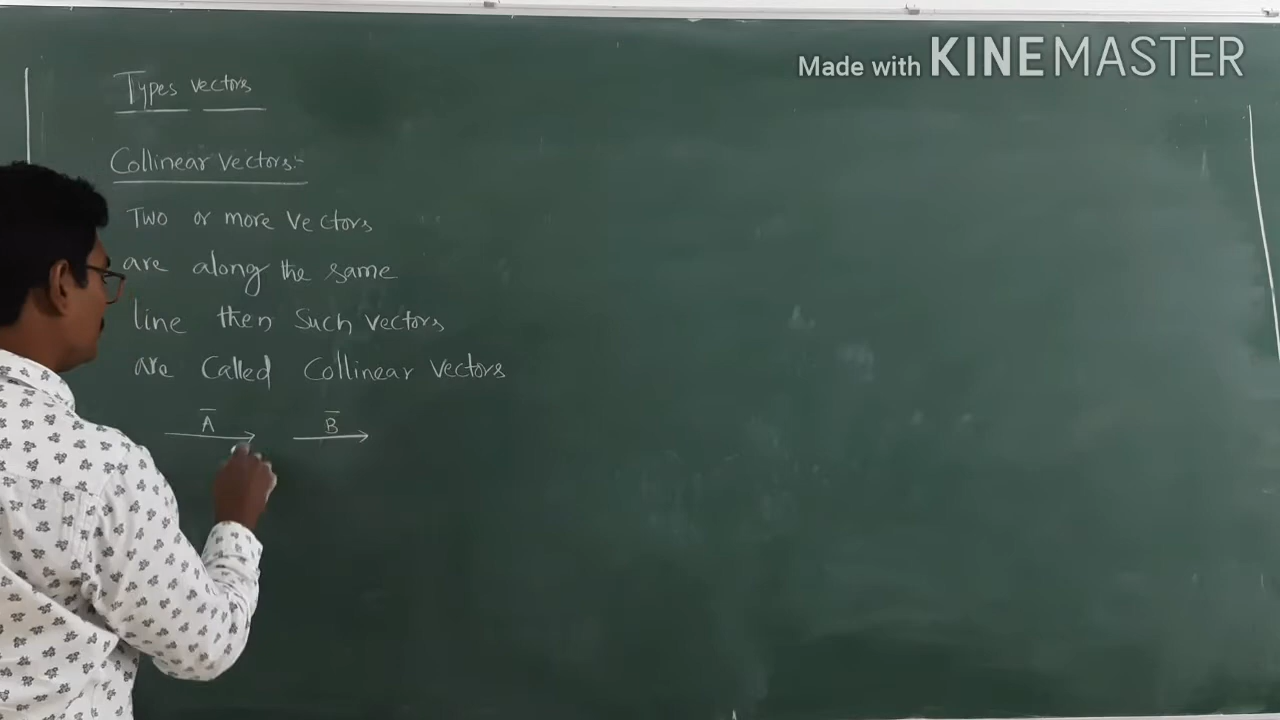 Made with KINEMASTER
Types vectors
Collinear Vectors:-
Two or more Vectors
are along the same
line then Such vectors
are Called Collinear vectors
A̅ B̅